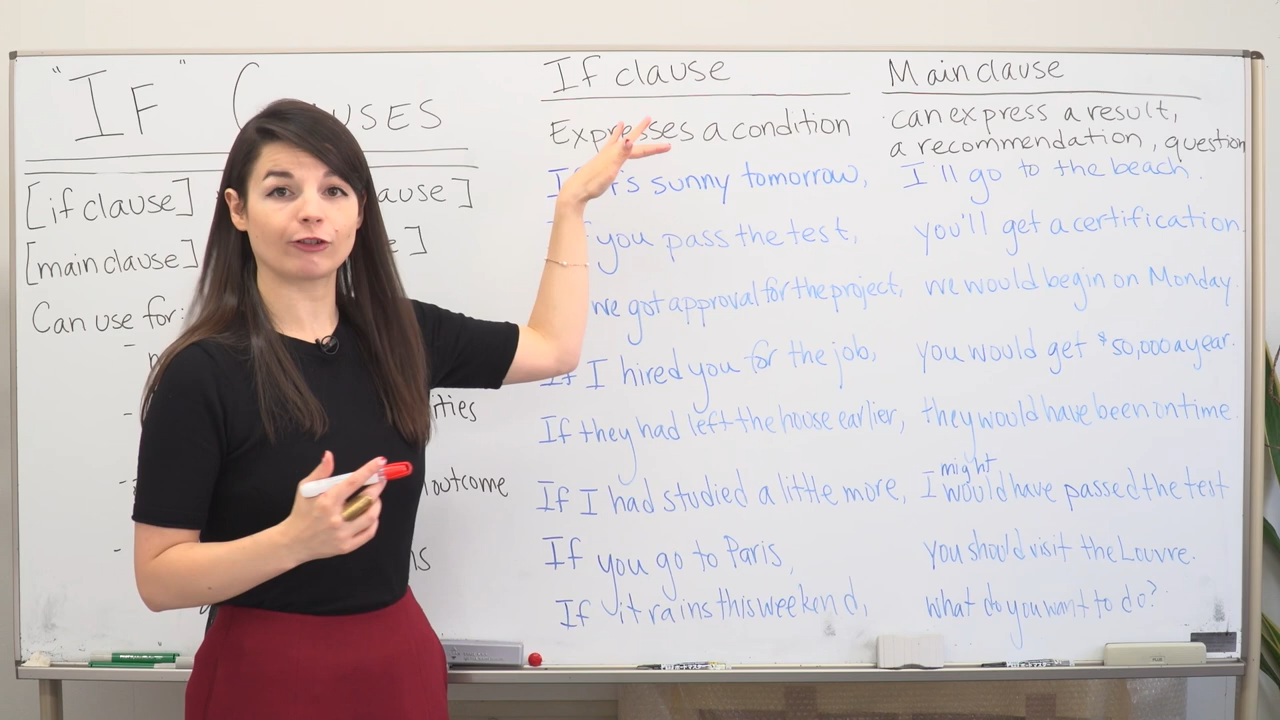 "IF" C USES
[if clause] ause]
[main clause] e]
Can use for:
ities
outcome
If clause Main clause
Expresses a condition can express a result,
a recommendation, question
sunny tomorrow, I'll go to the beach.
you pass the test, you'll get a certification.
we got approval for the project, we would begin on Monday.
If I hired you for the job, you would get $50,000 a year.
If they had left the house earlier, they would have been on time.
might
If I had studied a little more, I would have passed the test
If you go to Paris, you should visit the Louvre.
If it rains this weekend, what do you want to do?
PLUS